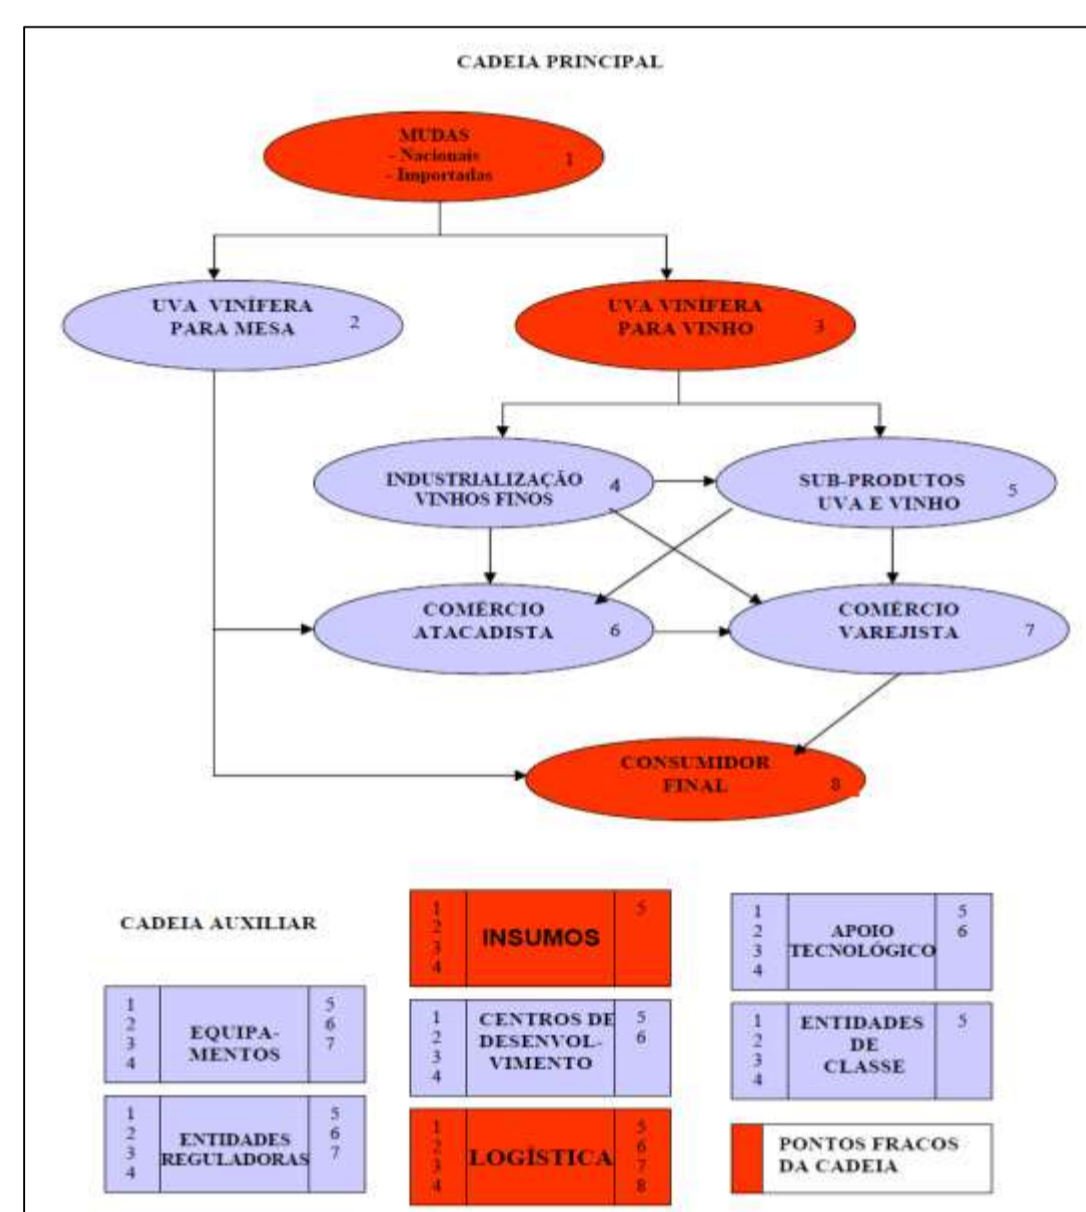 CADEIA PRINCIPAL
MUDAS
- Nacionais
- Importadas
1
UVA VINÍFERA
PARA MESA
2
UVA VINÍFERA
PARA VINHO
3
INDUSTRIALIZAÇÃO
VINHOS FINOS
4
SUB-PRODUTOS
UVA E VINHO
5
COMÉRCIO
ATACADISTA
6
COMÉRCIO
VAREJISTA
7
CONSUMIDOR
FINAL
8
CADEIA AUXILIAR
1
2
3
4
EQUIPA-
MENTOS
5
6
7
1
2
3
4
ENTIDADES
REGULADORAS
5
6
7
1
2
3
4
INSUMOS
5
1
2
3
4
CENTROS DE
DESENVOL-
VIMENTO
5
6
1
2
3
4
LOGÍSTICA
5
6
7
8
1
2
3
4
APOIO
TECNOLÓGICO
5
6
1
2
3
4
ENTIDADES
DE
CLASSE
5
PONTOS FRACOS
DA CADEIA